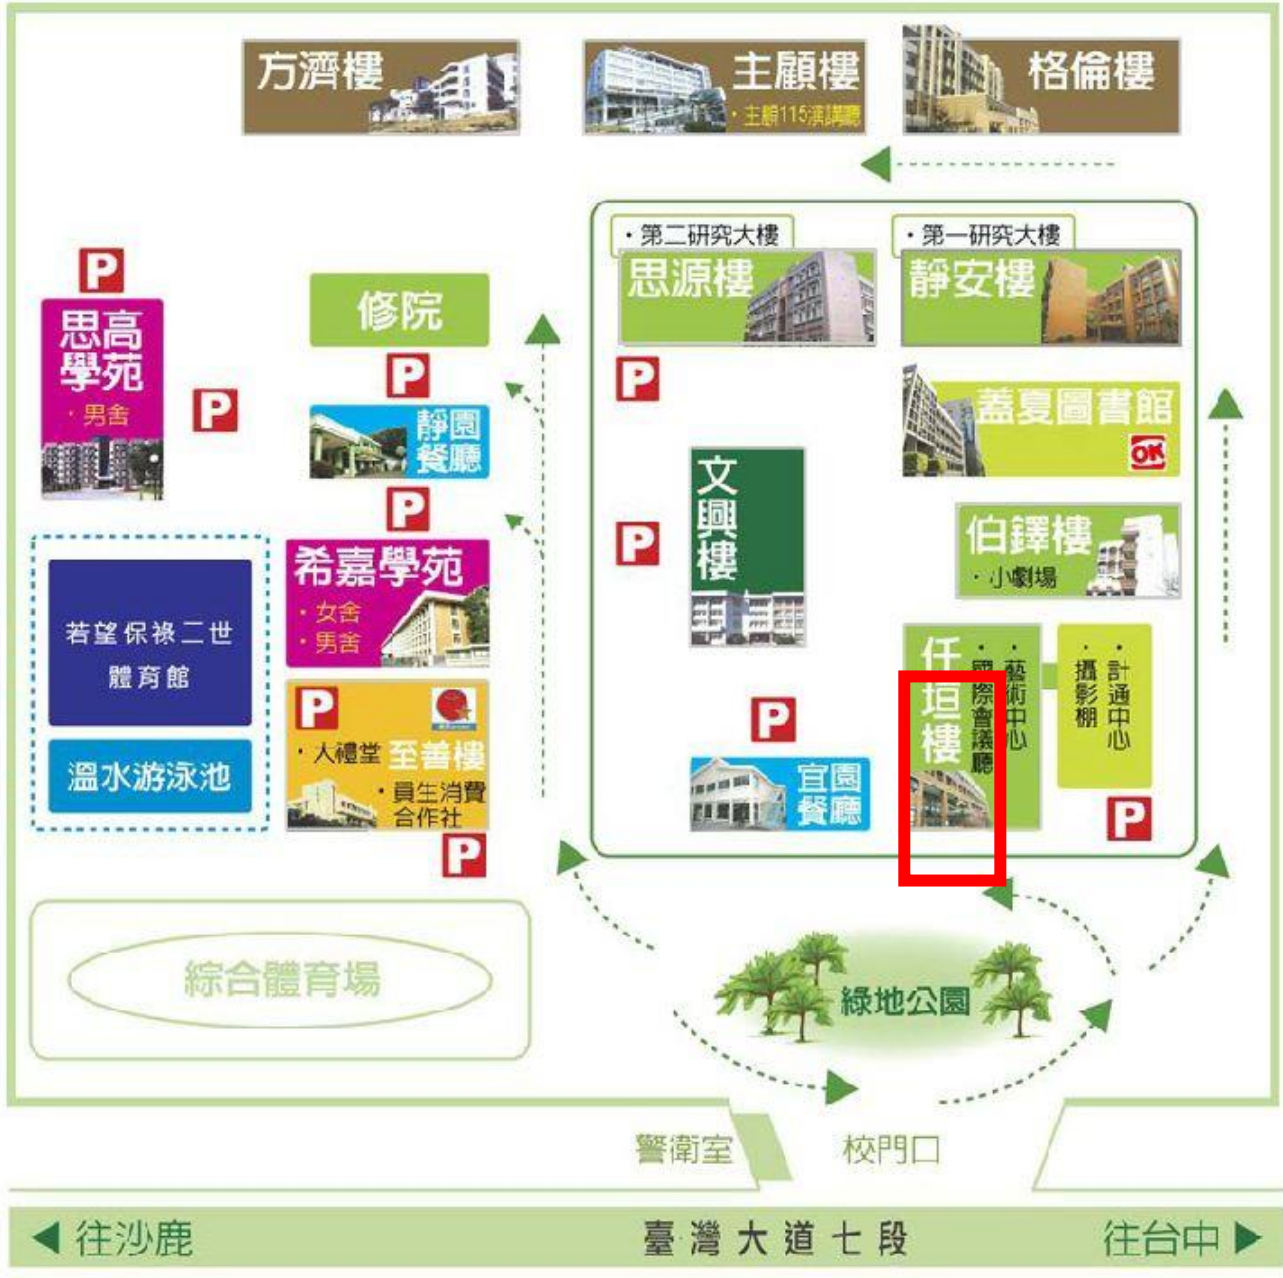 方濟樓
主顧樓
・主顧115演講廳
格倫樓
・第二研究大樓
思源樓
・第一研究大樓
靜安樓
P
思高
學苑
・男舍
P
修院
P
靜園
餐廳
P
希嘉學苑
・女舍
・男舍
若望保祿二世
體育館
溫水游泳池
P
・大禮堂 至善樓
・員生消費
合作社
P
P
文興樓
P
P
宜園
餐廳
蓋夏圖書館
OK
伯鐸樓
・小劇場
仟垣樓
・國際會議廳
・藝術中心
・攝影棚
・計通中心
P
綜合體育場
綠地公園
警衛室
校門口
往沙鹿
臺灣大道七段
往台中